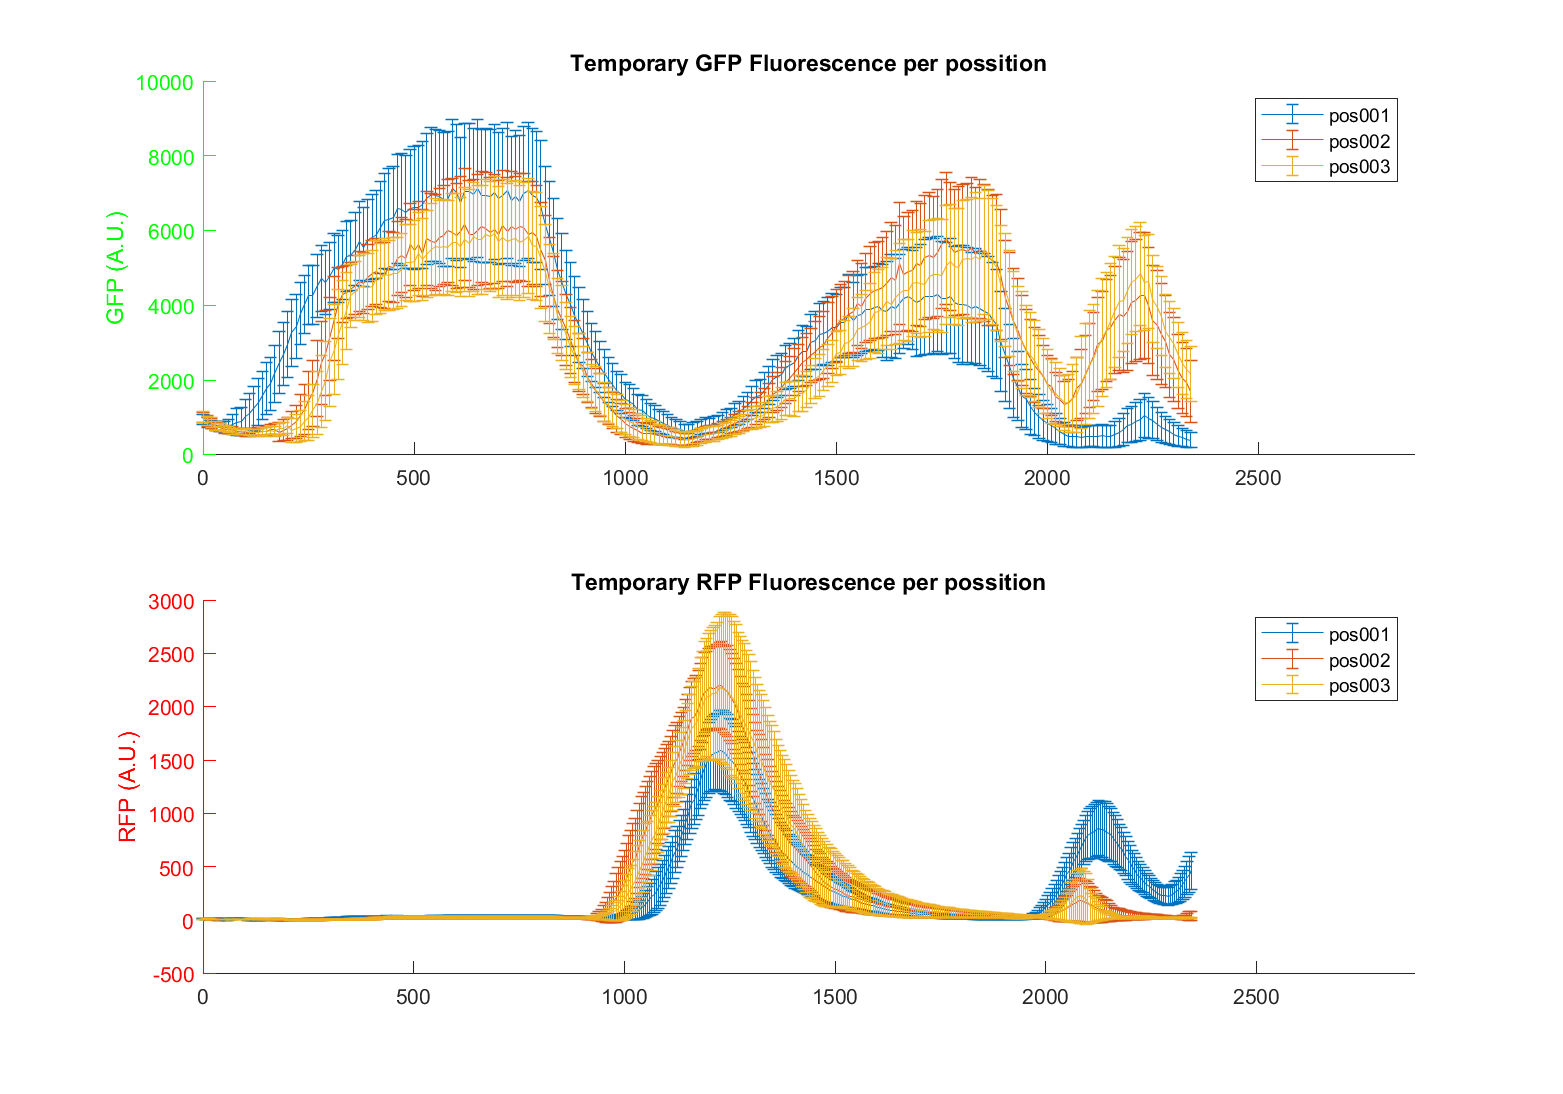 Temporary GFP Fluorescence per possition
GFP (A.U.)
10000
8000
6000
4000
2000
0
0 500 1000 1500 2000 2500
pos001
pos002
pos003
Temporary RFP Fluorescence per possition
RFP (A.U.)
3000
2500
2000
1500
1000
500
0
-500
0 500 1000 1500 2000 2500
pos001
pos002
pos003